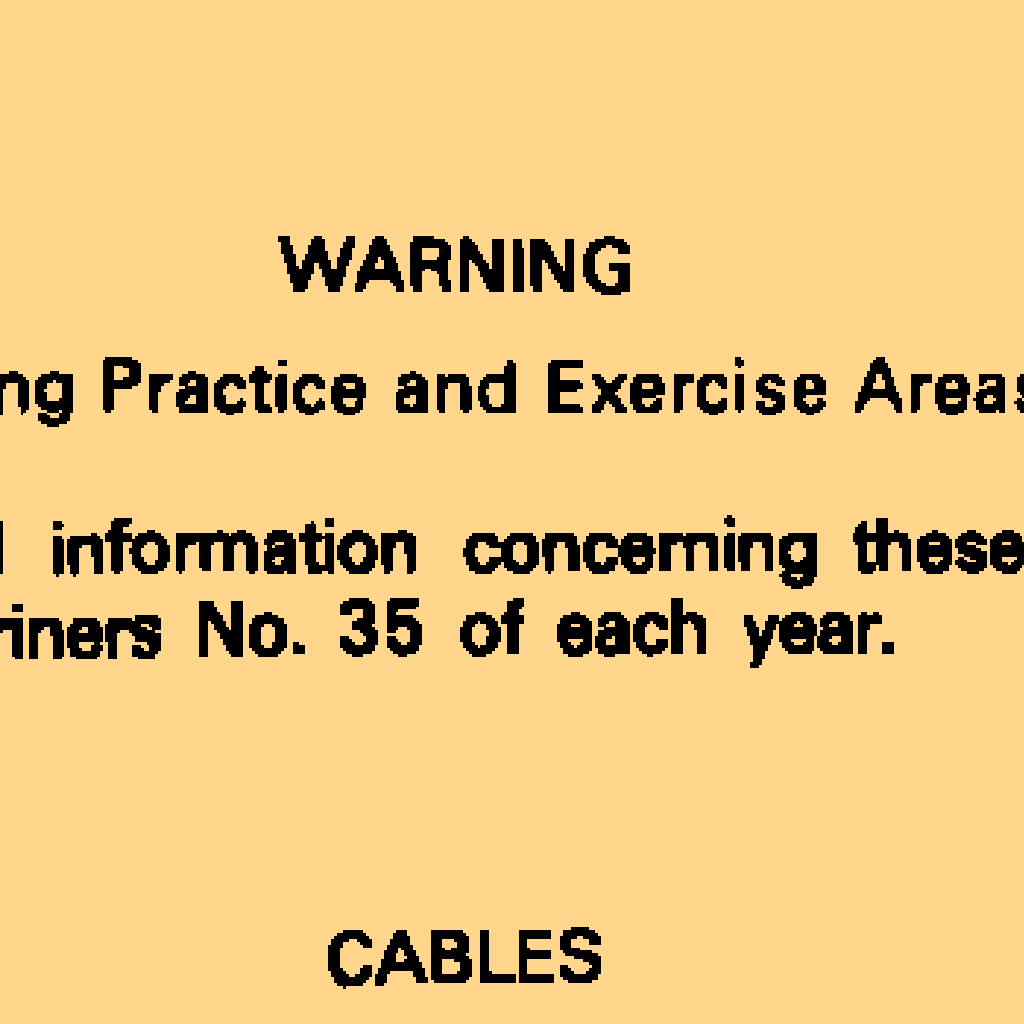 WARNING
ng Practice and Exercise Areas
information concerning these
riners No. 35 of each year.
CABLES